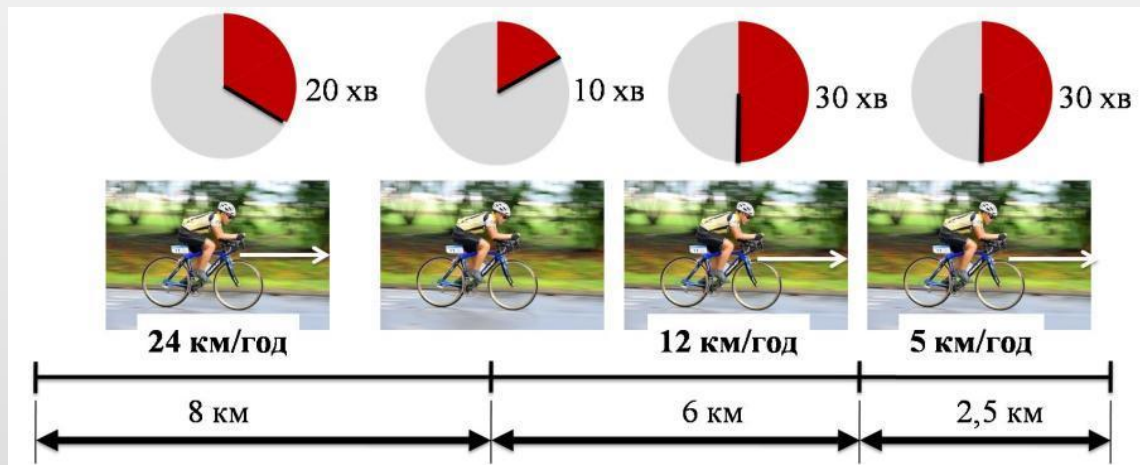 20 хв
10 хв
30 хв
30 хв
24 км/год
12 км/год
5 км/год
8 км
6 км
2,5 км